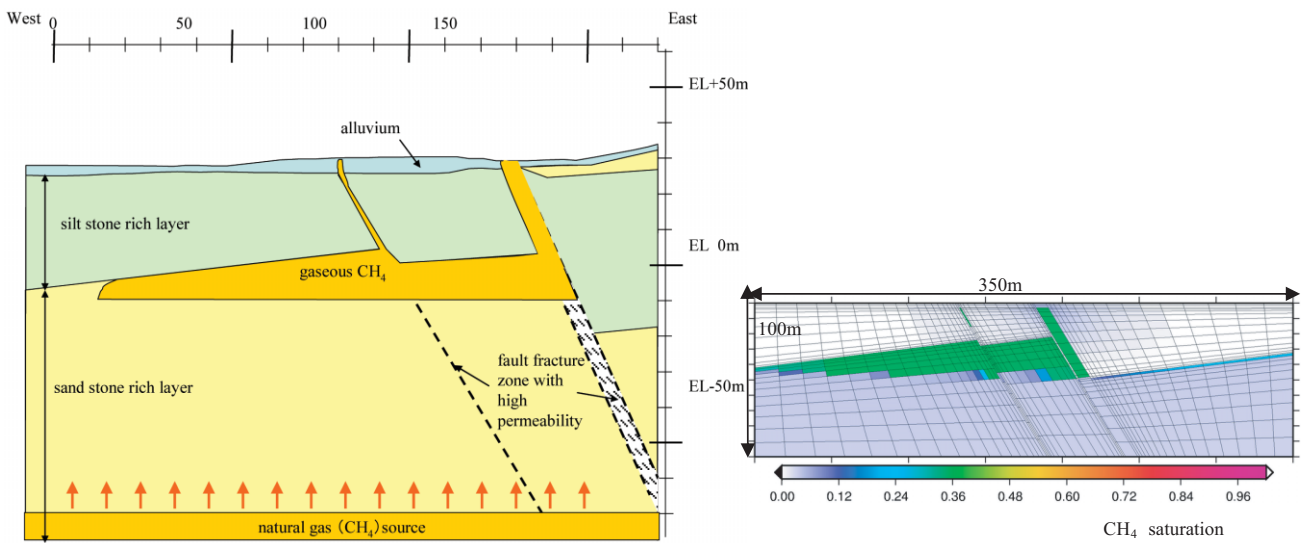 West 0 50 100 150 East
EL+50m
alluvium
silt stone rich layer
EL 0m
gaseous CH₄
350m
100m
fault fracture
zone with
high
permeability
EL-50m
sand stone rich layer
natural gas (CH₄) source
0.00 0.12 0.24 0.36 0.48 0.60 0.72 0.84 0.96
CH₄ saturation